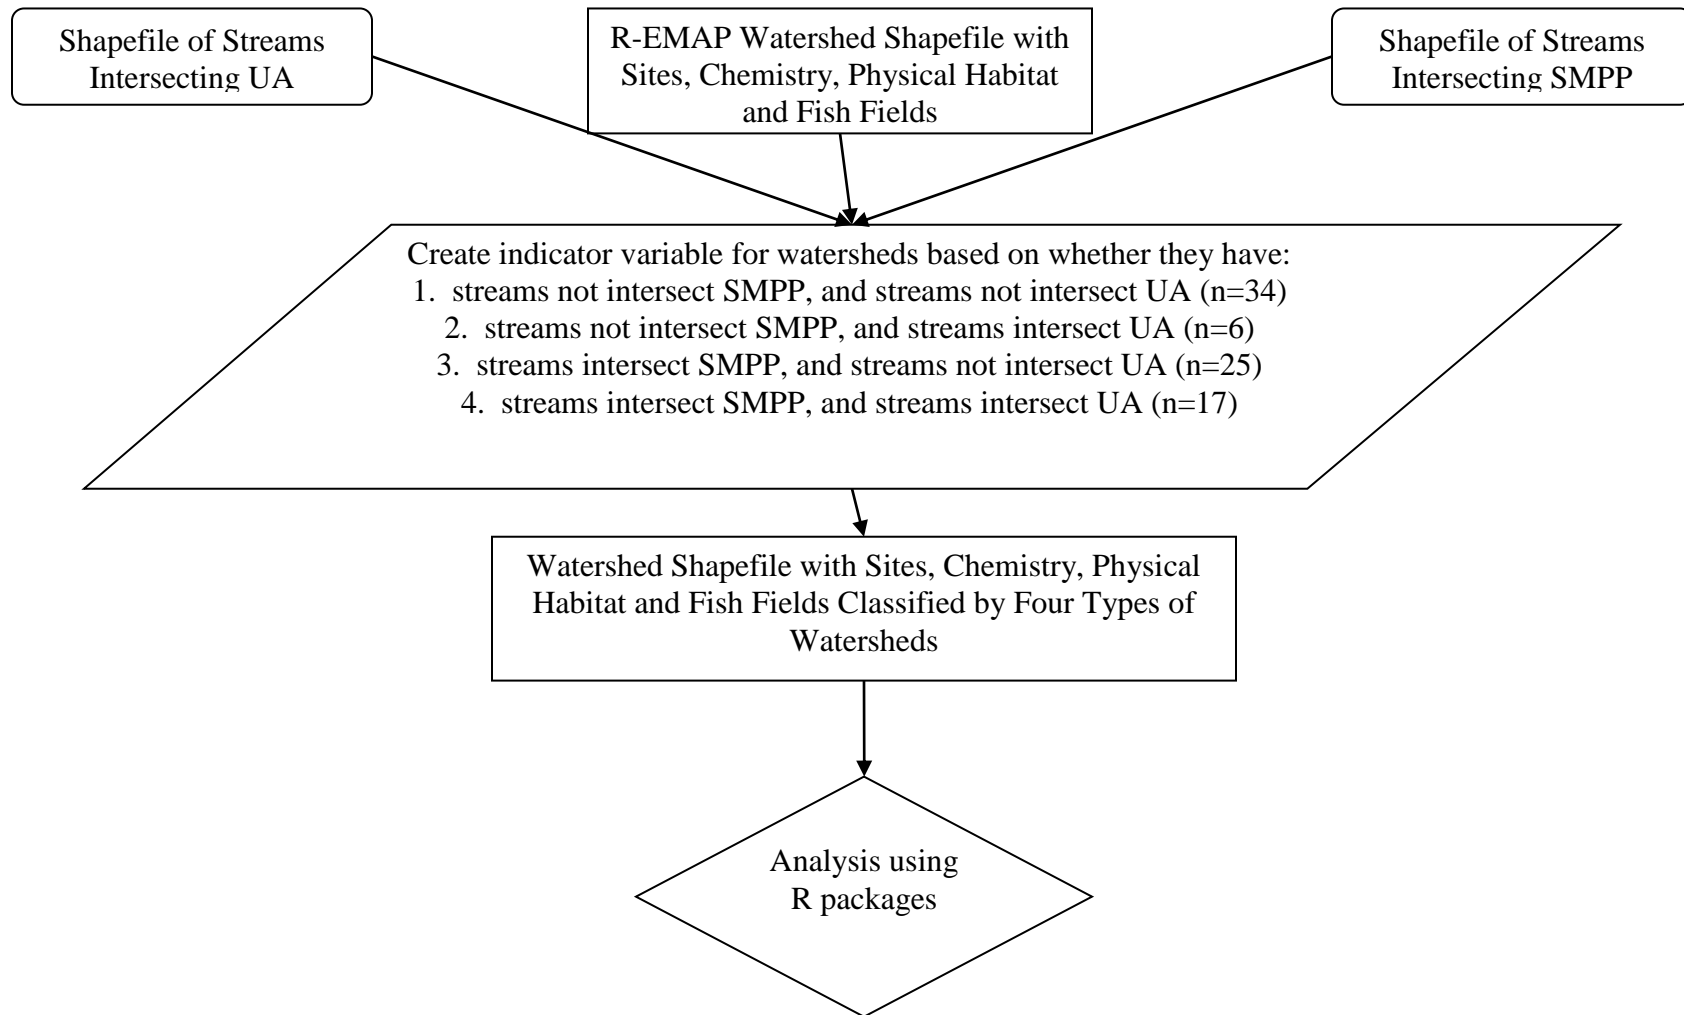 Shapefile of Streams
Intersecting UA
R-EMAP Watershed Shapefile with
Sites, Chemistry, Physical Habitat
and Fish Fields
Shapefile of Streams
Intersecting SMPP
Create indicator variable for watersheds based on whether they have:
1. streams not intersect SMPP, and streams not intersect UA (n=34)
2. streams not intersect SMPP, and streams intersect UA (n=6)
3. streams intersect SMPP, and streams not intersect UA (n=25)
4. streams intersect SMPP, and streams intersect UA (n=17)
Watershed Shapefile with Sites, Chemistry, Physical
Habitat and Fish Fields Classified by Four Types of
Watersheds
Analysis using
R packages